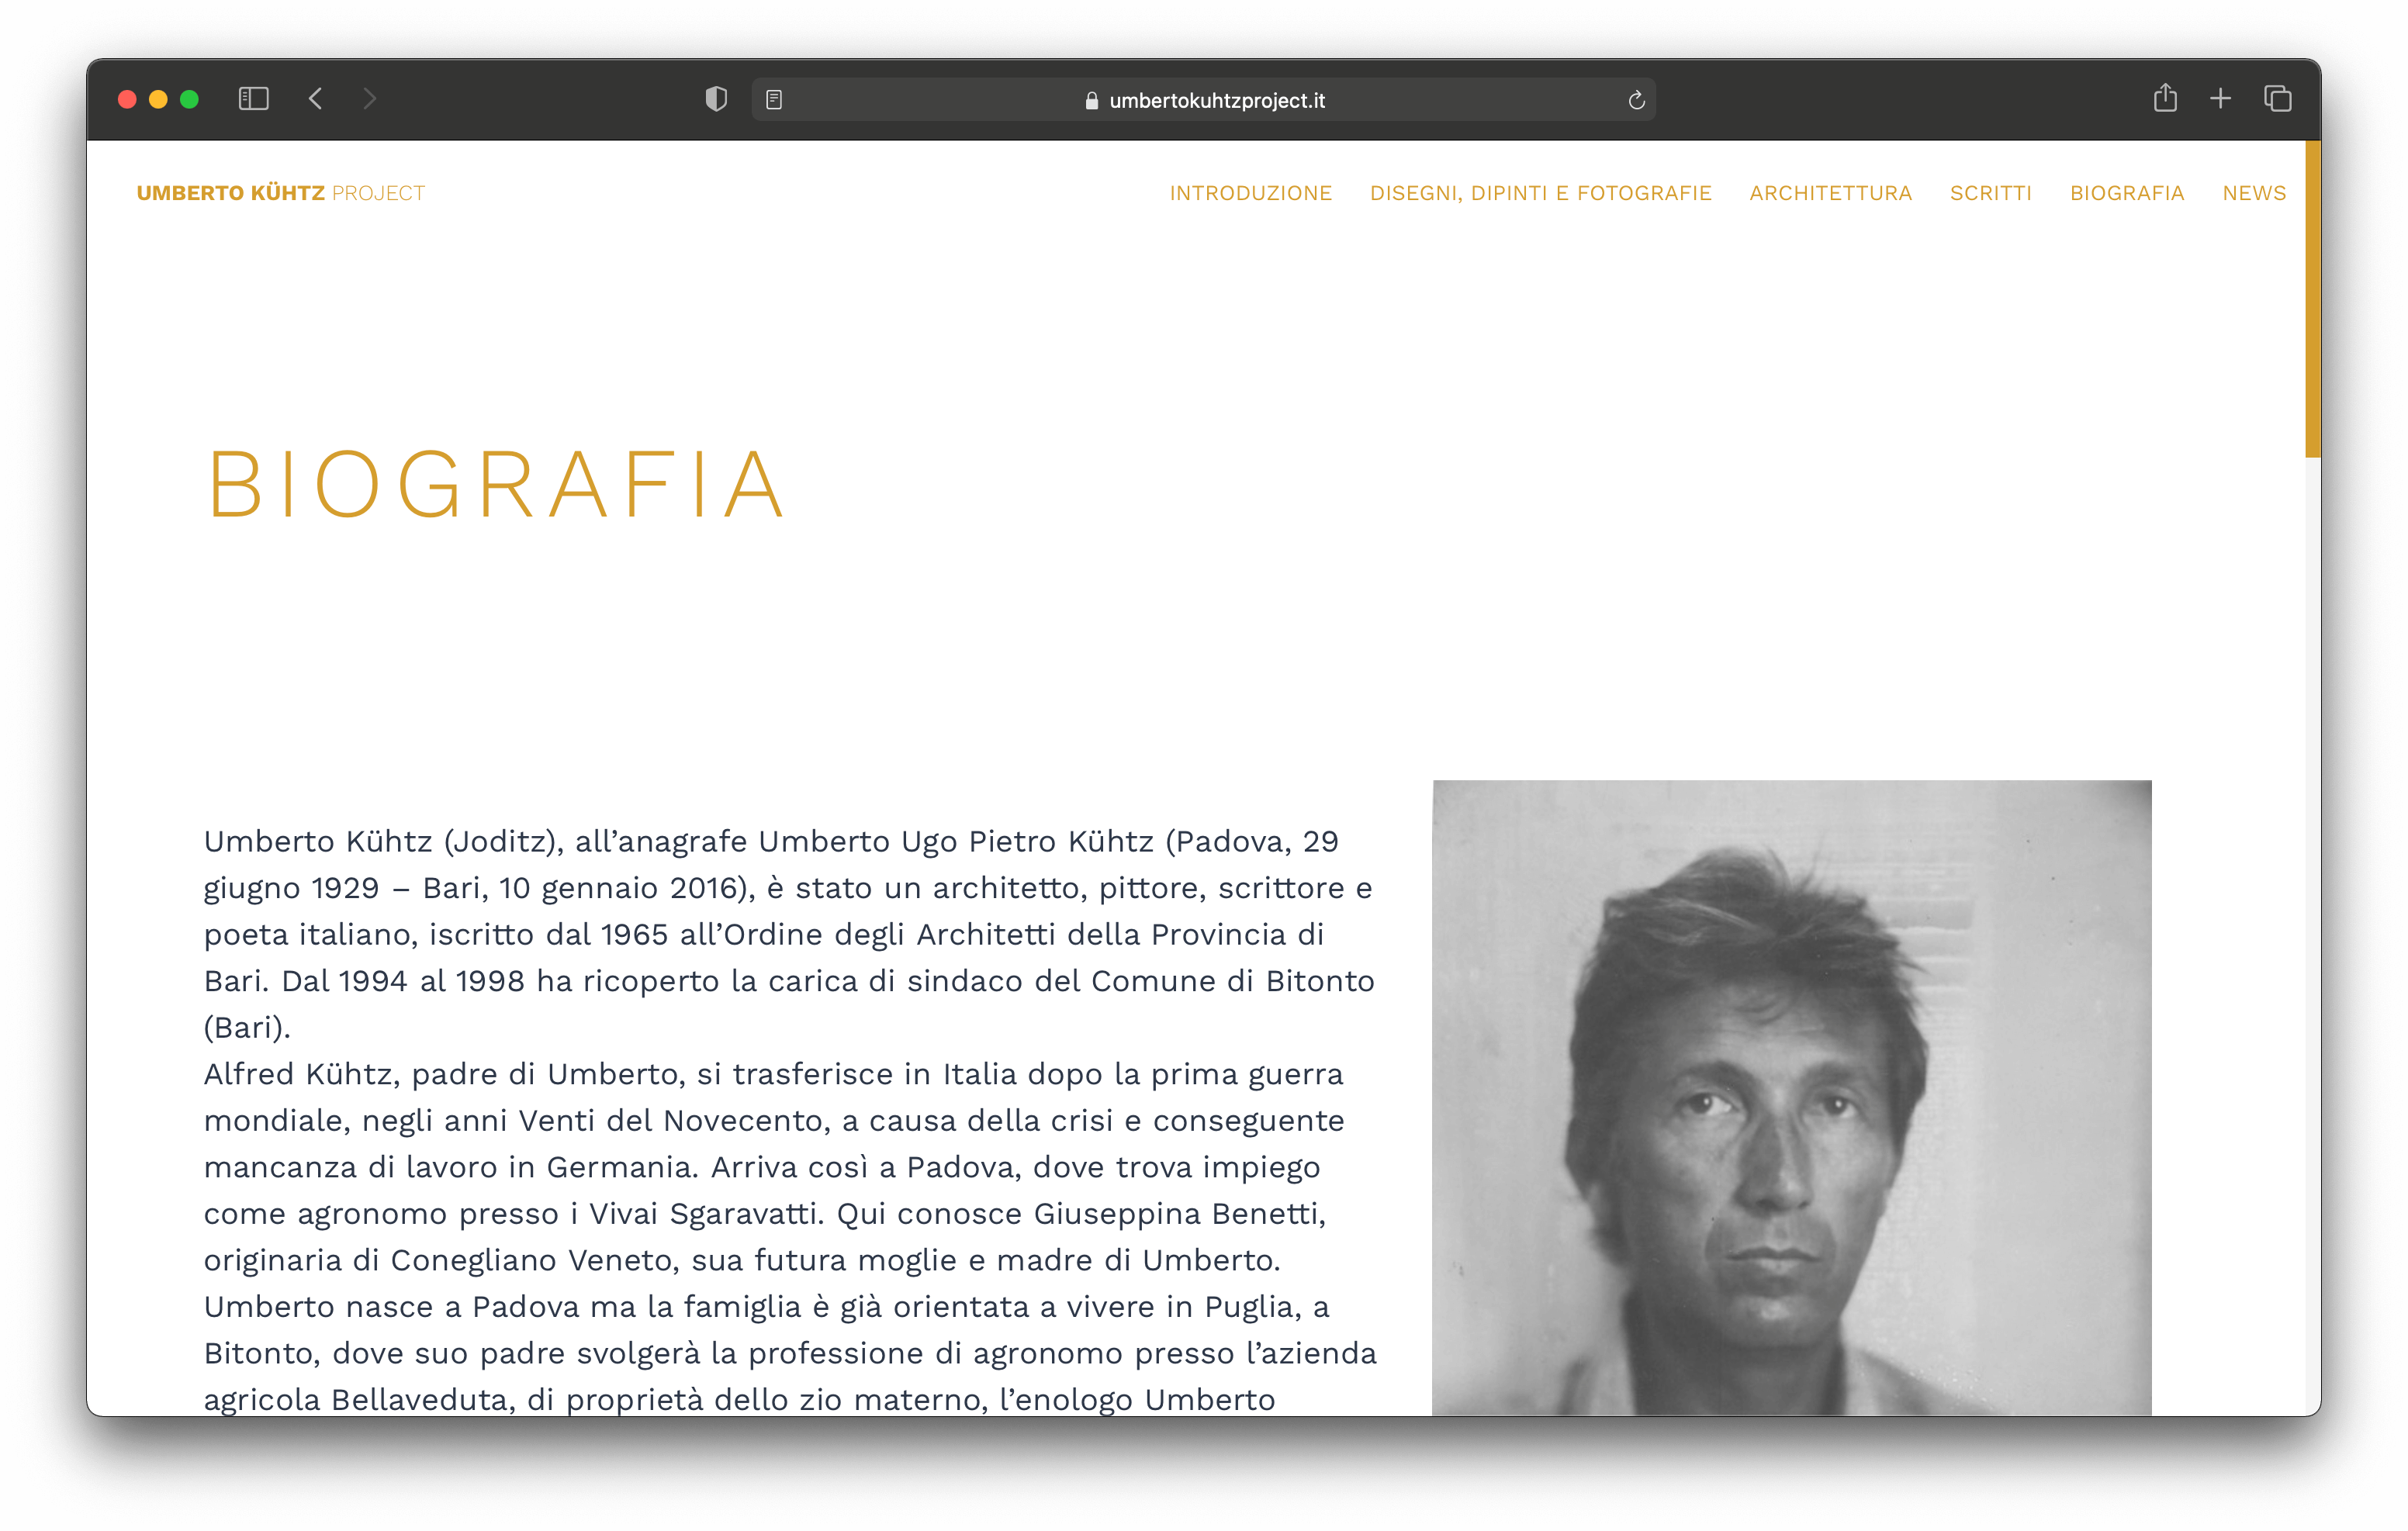 umbertokuhtzproject.it
UMBERTO KÜHTZ PROJECT
INTRODUZIONE DISEGNI, DIPINTI E FOTOGRAFIE ARCHITETTURA SCRITTI BIOGRAFIA NEWS
BIOGRAFIA
Umberto Kühtz (Joditz), all’anagrafe Umberto Ugo Pietro Kühtz (Padova, 29
giugno 1929 – Bari, 10 gennaio 2016), è stato un architetto, pittore, scrittore e
poeta italiano, iscritto dal 1965 all’Ordine degli Architetti della Provincia di
Bari. Dal 1994 al 1998 ha ricoperto la carica di sindaco del Comune di Bitonto
(Bari).
Alfred Kühtz, padre di Umberto, si trasferisce in Italia dopo la prima guerra
mondiale, negli anni Venti del Novecento, a causa della crisi e conseguente
mancanza di lavoro in Germania. Arriva così a Padova, dove trova impiego
come agronomo presso i Vivai Sgaravatti. Qui conosce Giuseppina Benetti,
originaria di Conegliano Veneto, sua futura moglie e madre di Umberto.
Umberto nasce a Padova ma la famiglia è già orientata a vivere in Puglia, a
Bitonto, dove suo padre svolgerà la professione di agronomo presso l’azienda
agricola Bellaveduta, di proprietà dello zio materno, l’enologo Umberto